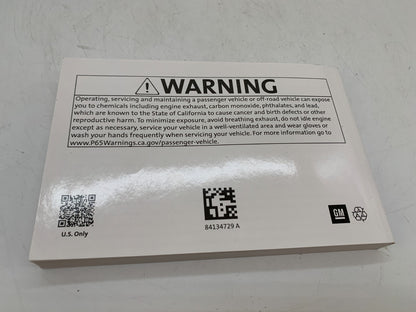 WARNING
Operating, servicing and maintaining a passenger vehicle or off-road vehicle can expose
you to chemicals including engine exhaust, carbon monoxide, phthalates, and lead,
which are known to the State of California to cause cancer and birth defects or other
reproductive harm. To minimize exposure, avoid breathing exhaust, do not idle engine
except as necessary, service your vehicle in a well-ventilated area and wear gloves or
wash your hands frequently when servicing your vehicle. For more information go to
www.P65Warnings.ca.gov/passenger-vehicle.
U.S. Only
84134729 A
GM